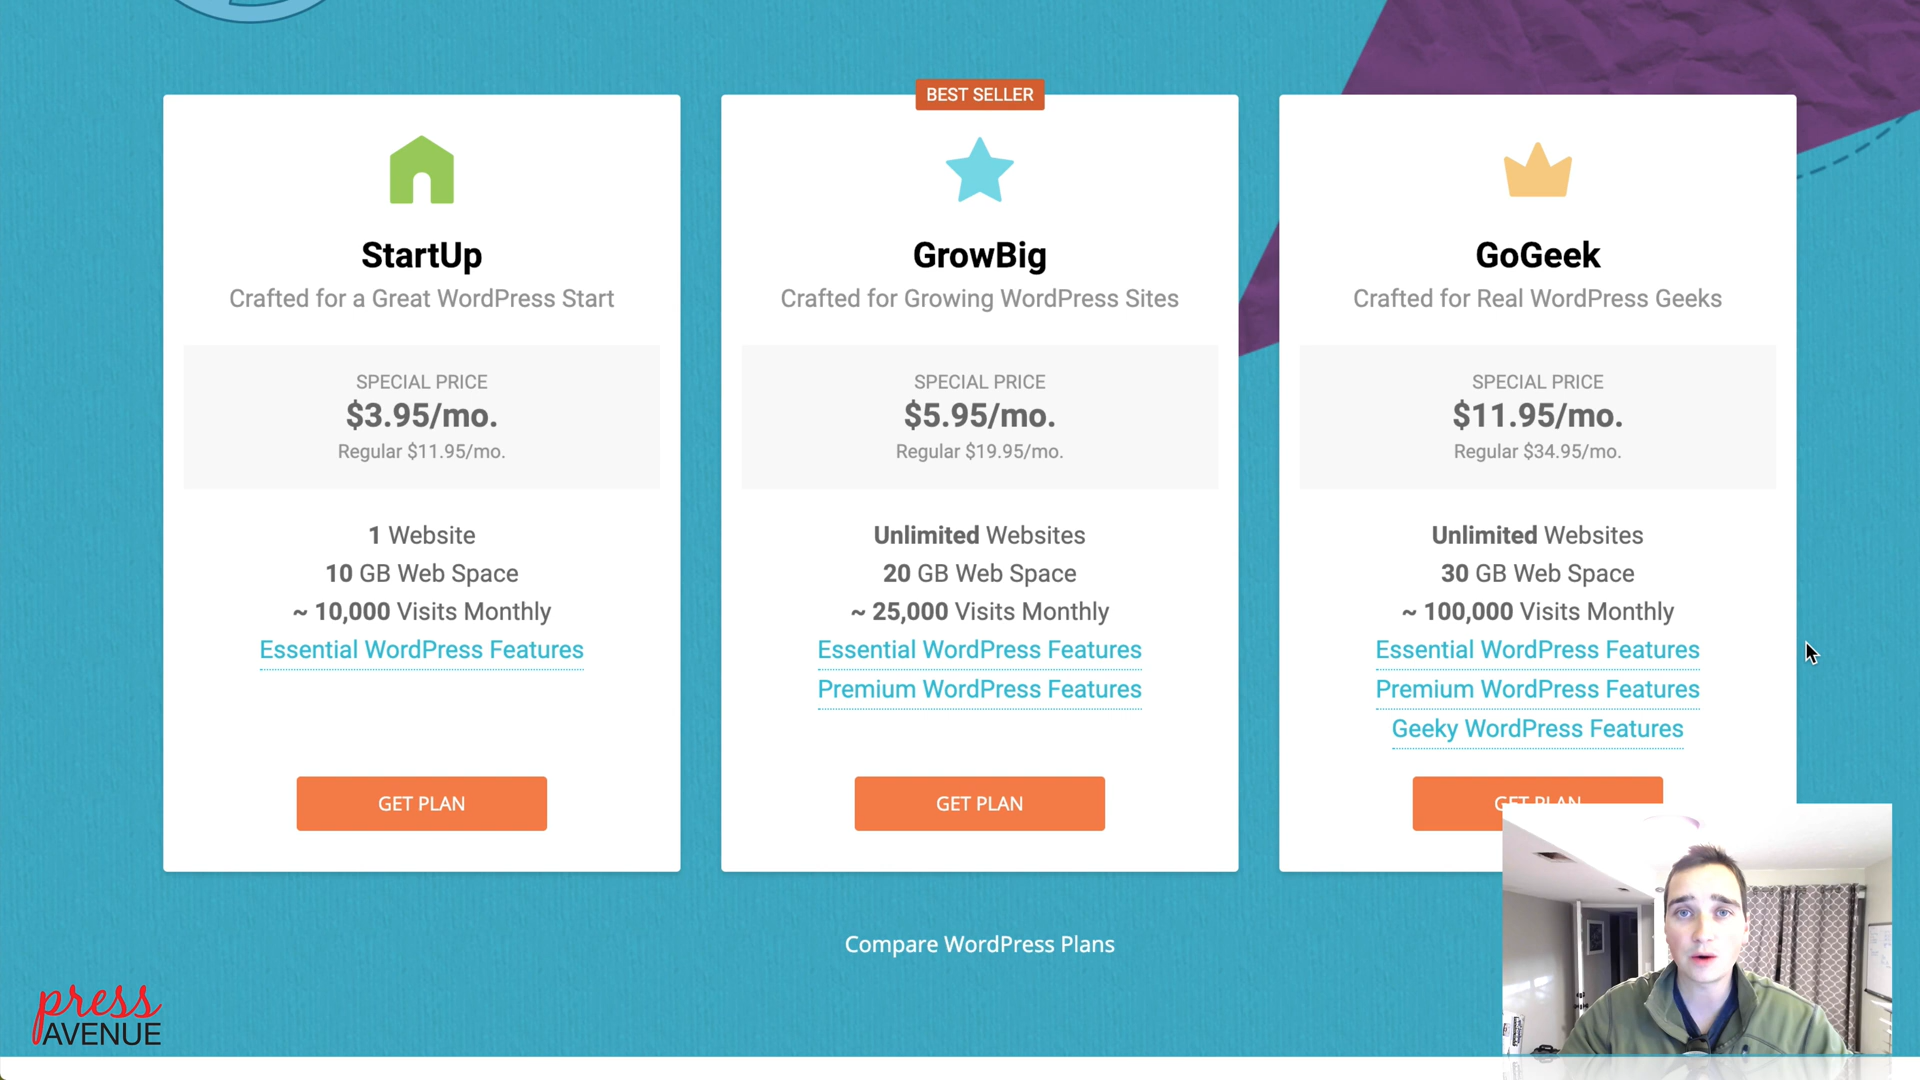 BEST SELLER
StartUp
Crafted for a Great WordPress Start
SPECIAL PRICE
$3.95/mo.
Regular $11.95/mo.
1 Website
10 GB Web Space
~ 10,000 Visits Monthly
Essential WordPress Features
GET PLAN
GrowBig
Crafted for Growing WordPress Sites
SPECIAL PRICE
$5.95/mo.
Regular $19.95/mo.
Unlimited Websites
20 GB Web Space
~ 25,000 Visits Monthly
Essential WordPress Features
Premium WordPress Features
GET PLAN
GoGeek
Crafted for Real WordPress Geeks
SPECIAL PRICE
$11.95/mo.
Regular $34.95/mo.
Unlimited Websites
30 GB Web Space
~ 100,000 Visits Monthly
Essential WordPress Features
Premium WordPress Features
Geeky WordPress Features
GET PLAN
Compare WordPress Plans
press
AVENUE